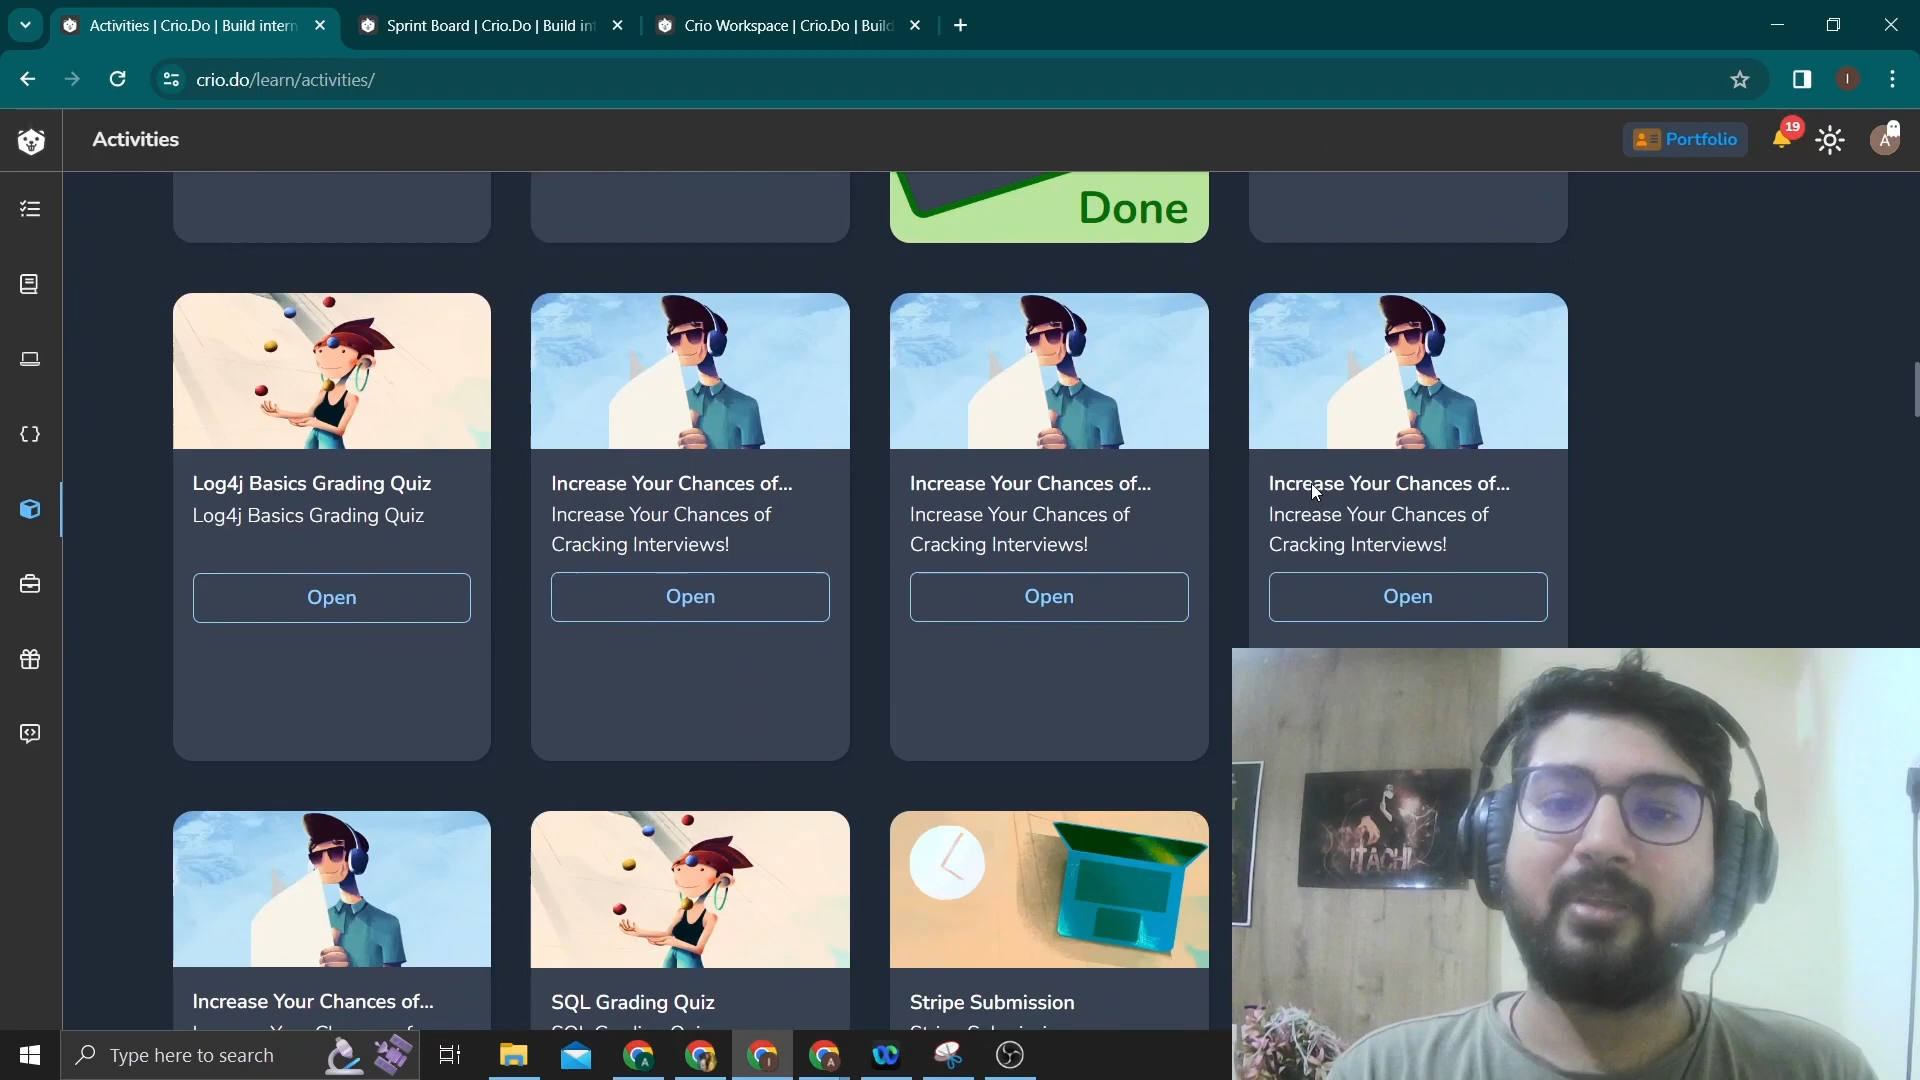 Activities | Crio.Do | Build intern
Sprint Board | Crio.Do | Build in
Crio Workspace | Crio.Do | Build
crio.do/learn/activities/
I
Activities
Portfolio
19
A
Done
Log4j Basics Grading Quiz
Log4j Basics Grading Quiz
Open
Increase Your Chances of...
Increase Your Chances of
Cracking Interviews!
Open
Increase Your Chances of...
Increase Your Chances of
Cracking Interviews!
Open
Increase Your Chances of...
Increase Your Chances of
Cracking Interviews!
Open
Increase Your Chances of...
SQL Grading Quiz
Stripe Submission
ITACHI
Type here to search